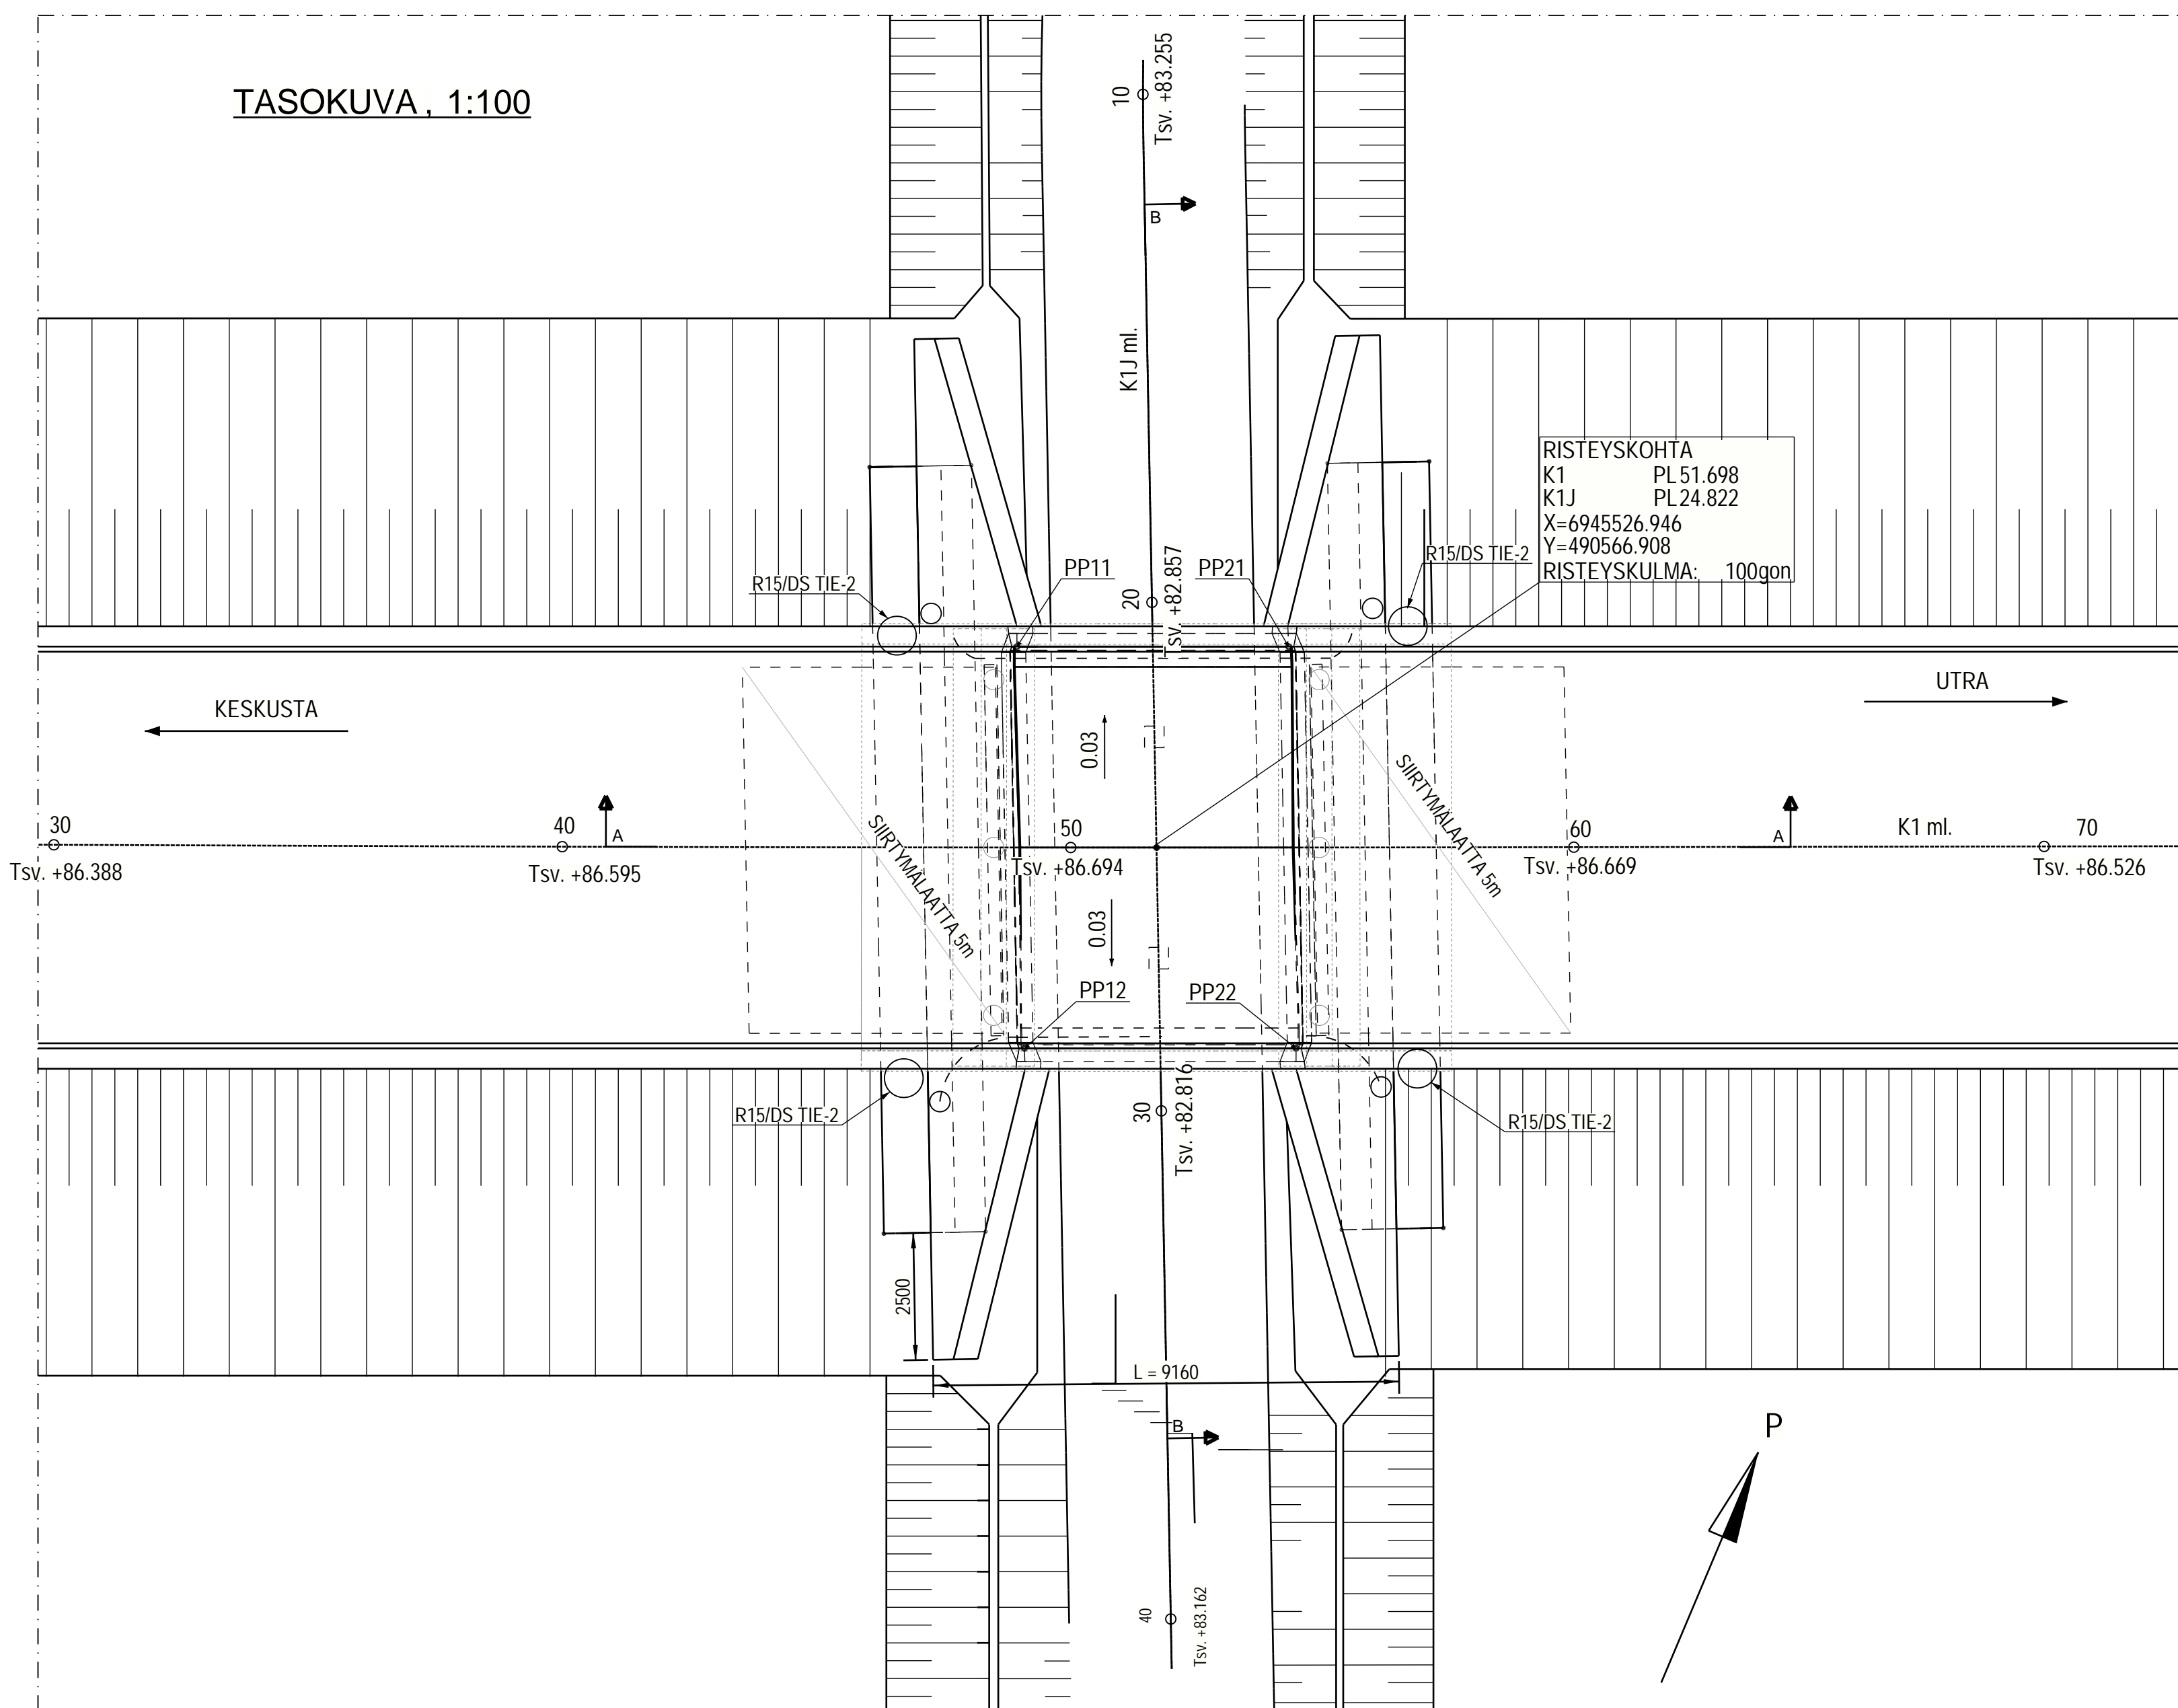 TASOKUVA , 1:100
10
Tsv. +83.255
B
K1J ml.
RISTEYSKOHTA
K1 PL 51.698
K1J PL 24.822
X=6945526.946
Y=490566.908
RISTEYSKULMA: 100gon
R15/DS TIE-2
PP11
20
Tsv. +82.857
PP21
R15/DS TIE-2
KESKUSTA
UTRA
0.03
SIIRTYMÄLAATTA 5m
SIIRTYMÄLAATTA 5m
30
Tsv. +86.388
40
Tsv. +86.595
A
50
Tsv. +86.694
60
Tsv. +86.669
A
K1 ml.
70
Tsv. +86.526
0.03
PP12
PP22
R15/DS TIE-2
30
Tsv. +82.816
R15/DS TIE-2
2500
L = 9160
B
P
40
Tsv. +83.162